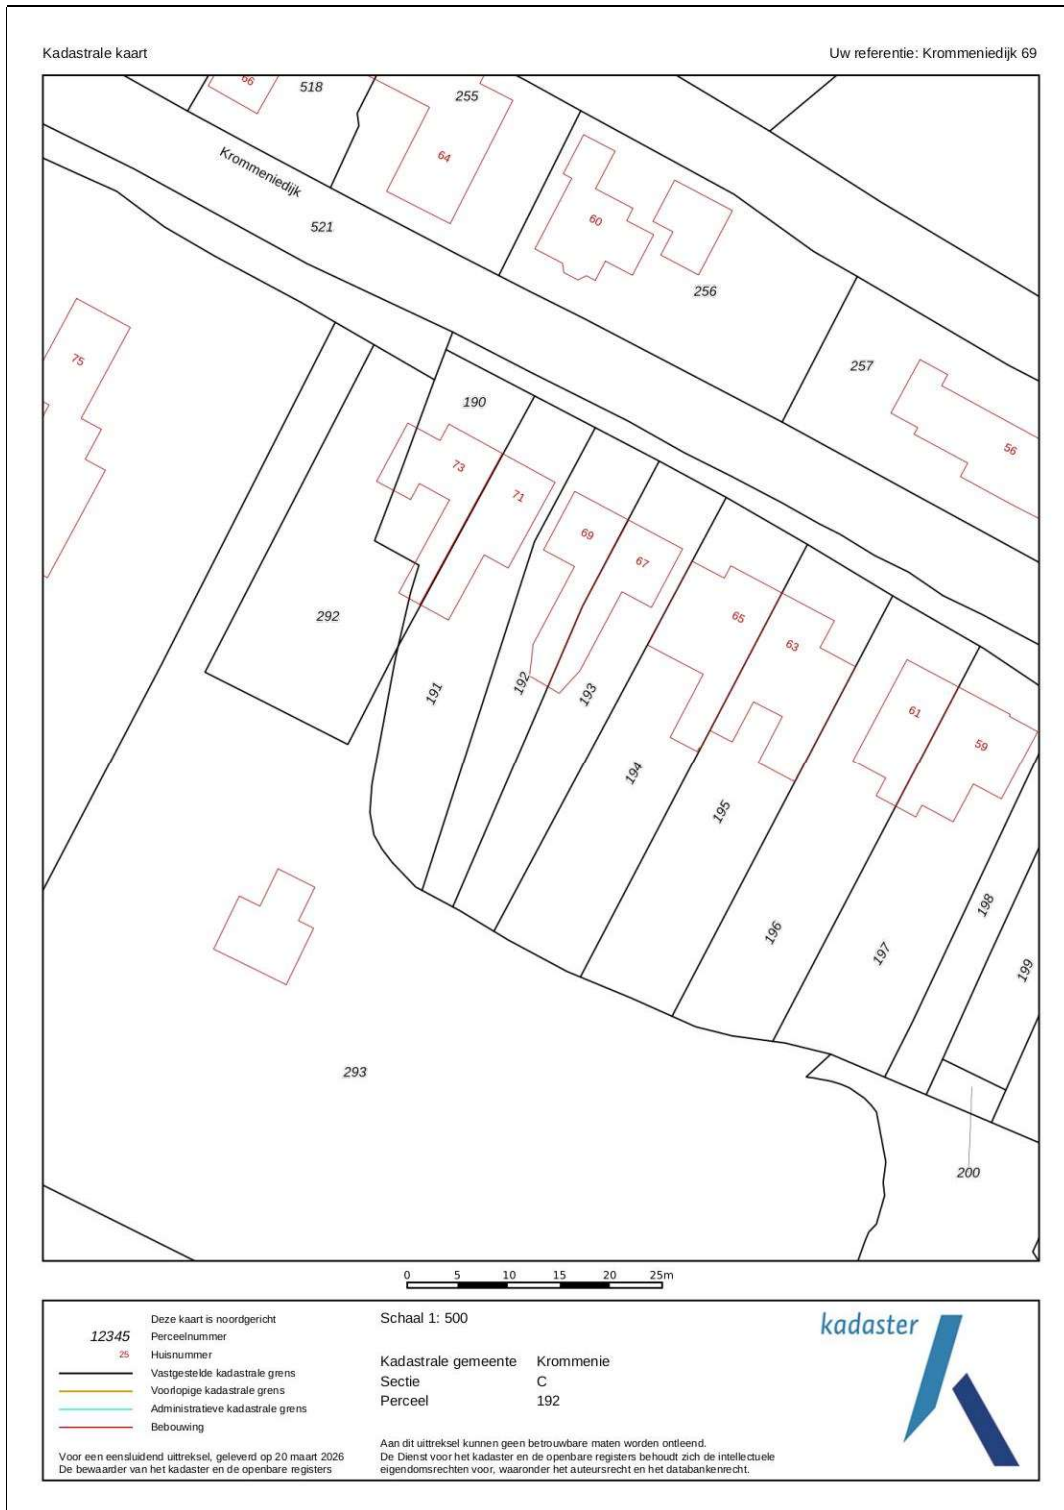 Kadastrale kaart
Uw referentie: Krommeniedijk 69
66
518
255
64
Krommeniedijk
521
60
256
75
257
56
190
73
71
69
67
292
65
63
191
192
193
61
59
194
195
196
197
198
199
293
200
0 5 10 15 20 25m
Deze kaart is noordgericht
12345 Perceelnummer
25 Huisnummer
Vastgestelde kadastrale grens
Voorlopige kadastrale grens
Administratieve kadastrale grens
Bebouwing
Voor een eensluidend uittreksel, geleverd op 20 maart 2026
De bewaarder van het kadaster en de openbare registers
Schaal 1: 500
Kadastrale gemeente Krommenie
Sectie C
Perceel 192
Aan dit uittreksel kunnen geen betrouwbare maten worden ontleend.
De Dienst voor het kadaster en de openbare registers behoudt zich de intellectuele
eigendomsrechten voor, waaronder het auteursrecht en het databankenrecht.
kadaster